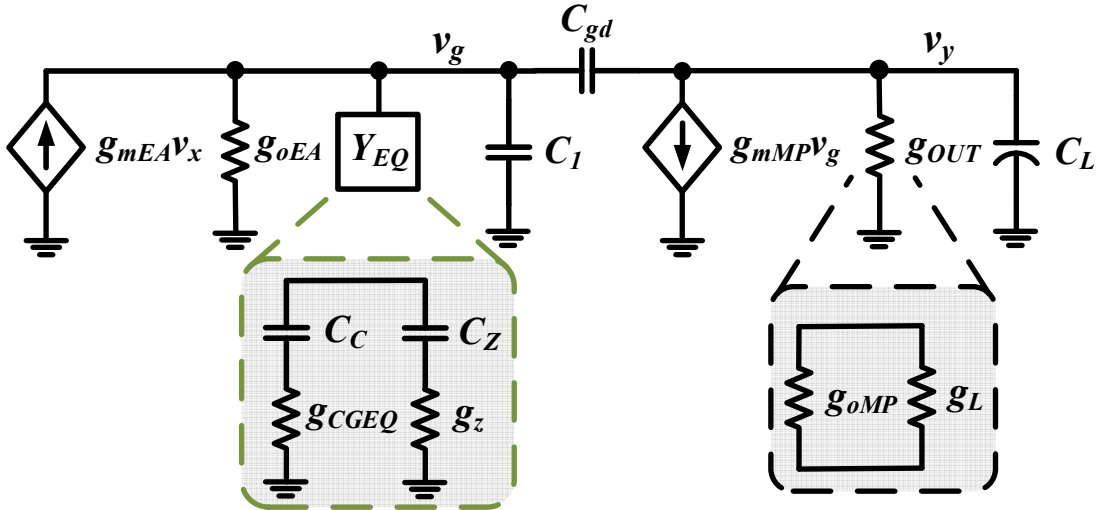 C_gd
v_g
v_y
g_mEA v_x
g_oEA
Y_EQ
C_1
g_mMP v_g
g_OUT
C_L
C_C
C_Z
g_CGEQ
g_z
g_oMP
g_L